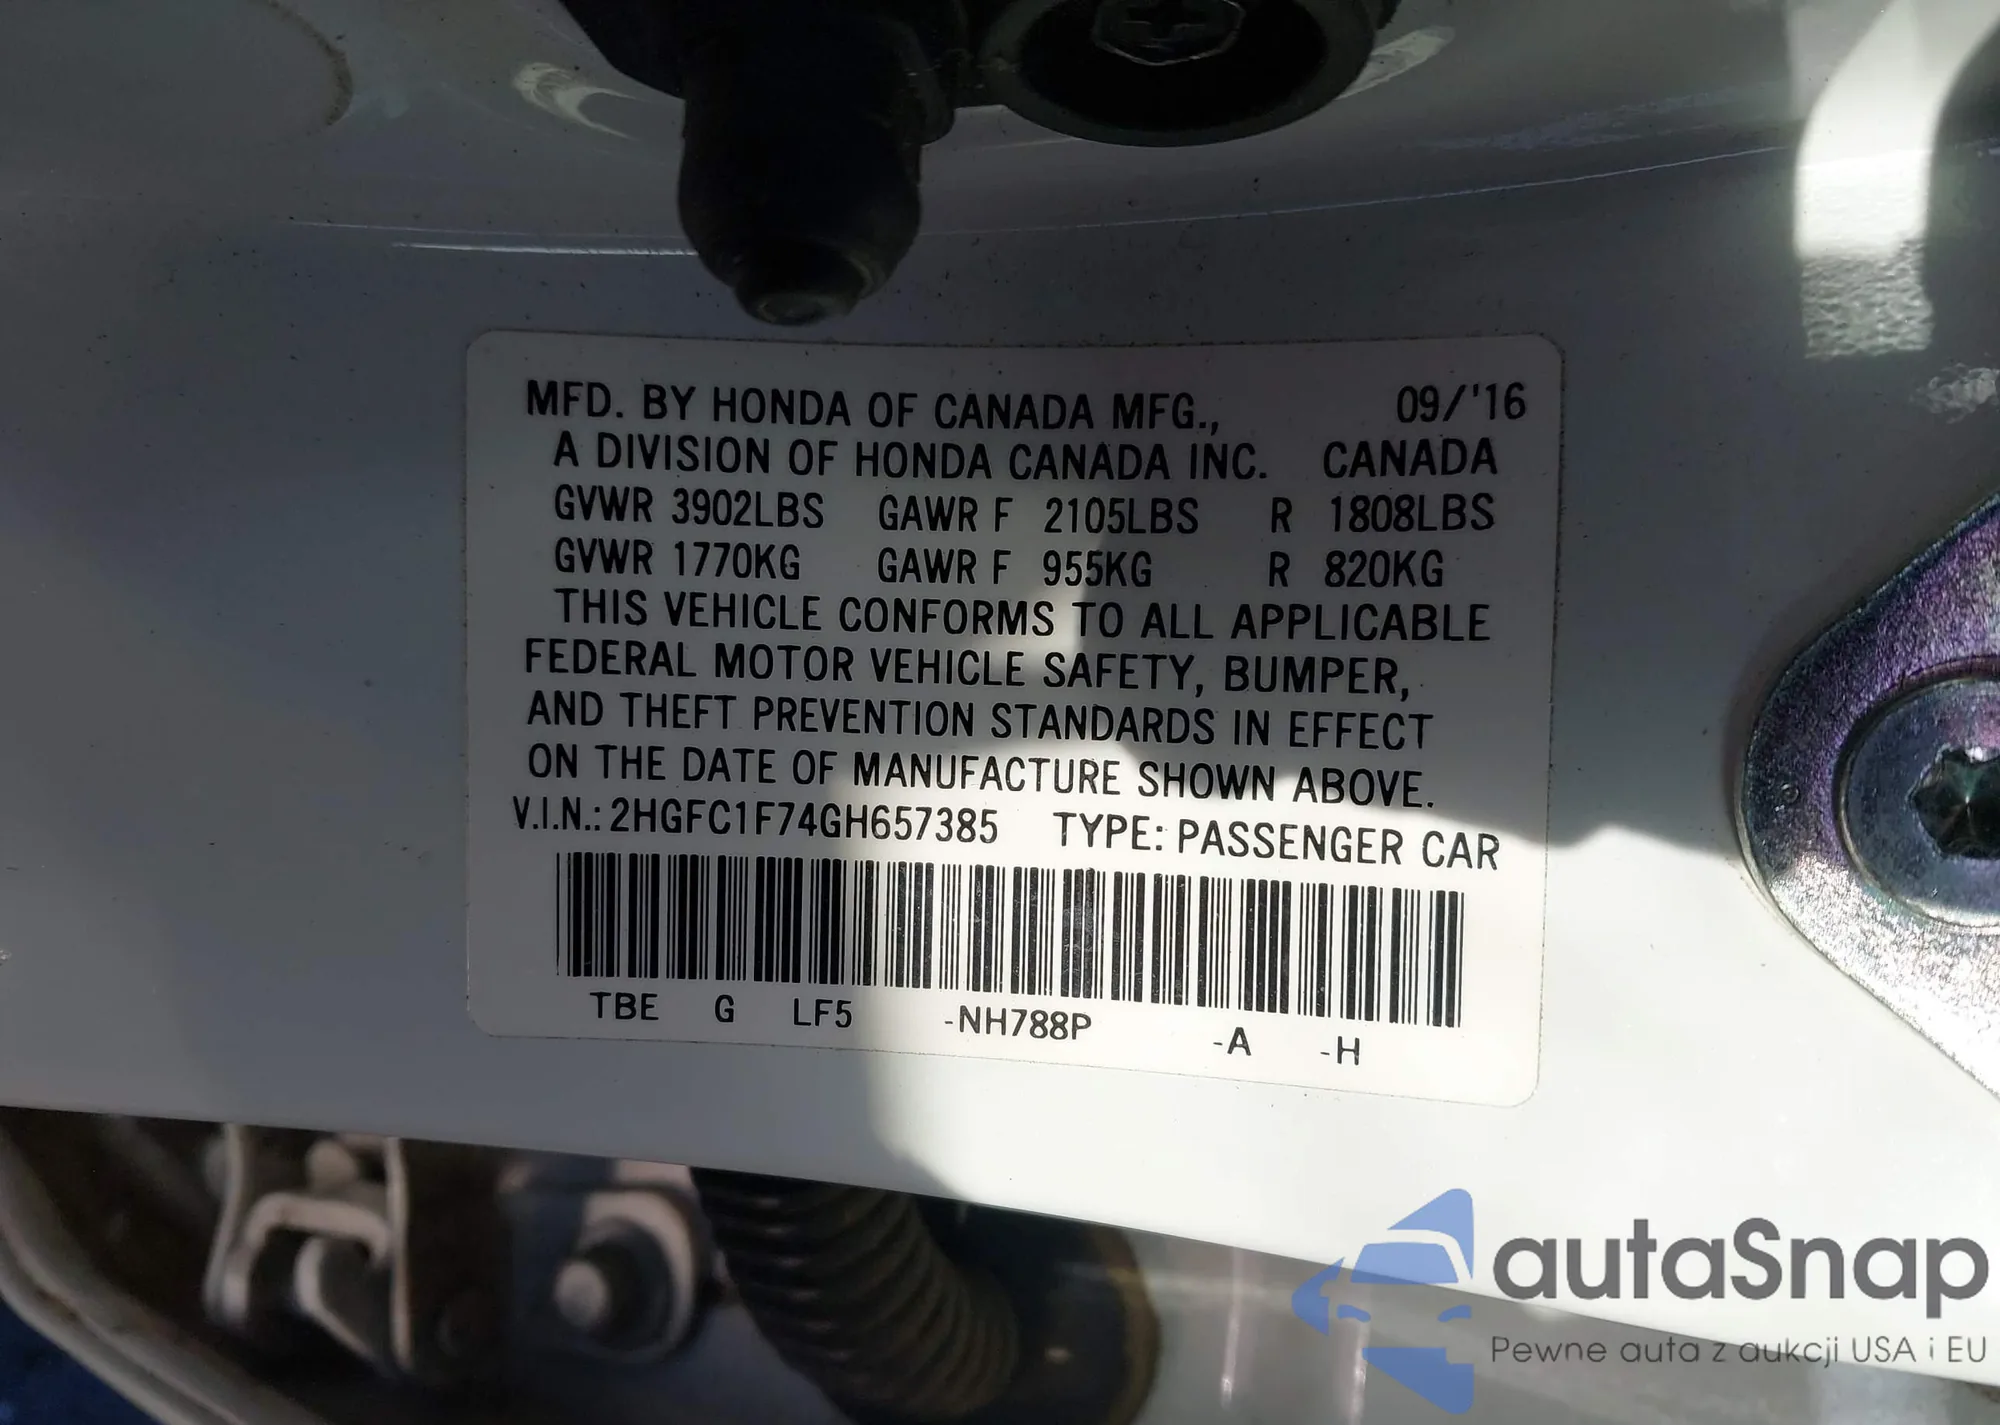 MFD. BY HONDA OF CANADA MFG., 09/'16
A DIVISION OF HONDA CANADA INC. CANADA
GVWR 3902LBS GAWR F 2105LBS R 1808LBS
GVWR 1770KG GAWR F 955KG R 820KG
THIS VEHICLE CONFORMS TO ALL APPLICABLE
FEDERAL MOTOR VEHICLE SAFETY, BUMPER,
AND THEFT PREVENTION STANDARDS IN EFFECT
ON THE DATE OF MANUFACTURE SHOWN ABOVE.
V.I.N.: 2HGFC1F74GH657385 TYPE: PASSENGER CAR
TBE G LF5 -NH788P -A -H
autaSnap
Pewne auta z aukcji USA i EU